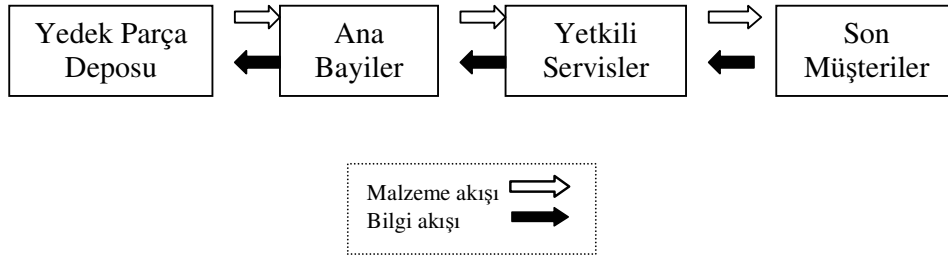 Yedek Parça
Deposu
Ana
Bayiler
Yetkili
Servisler
Son
Müşteriler
Malzeme akışı
Bilgi akışı